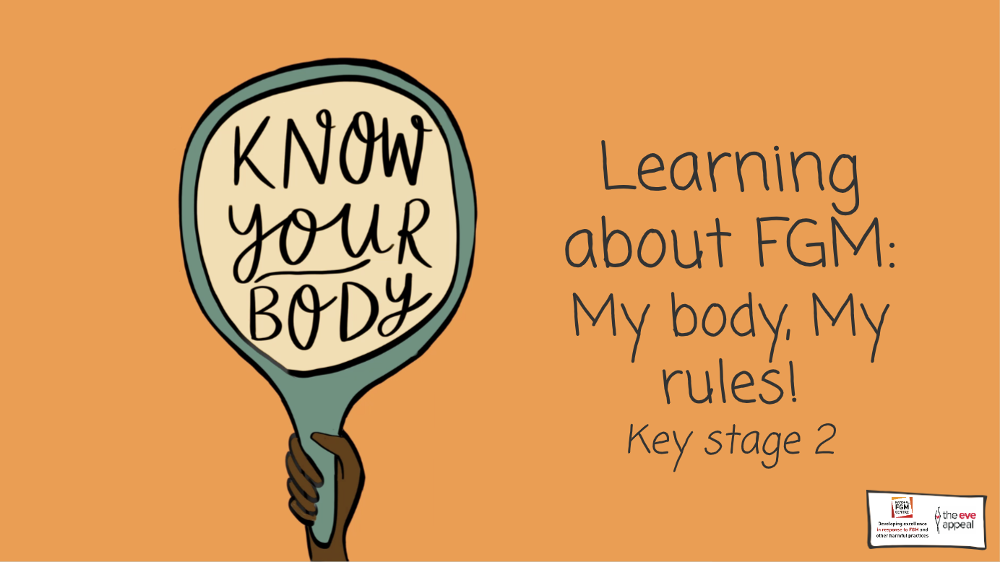 KNOW
YOUR
BODY
Learning
about FGM:
My body, My
rules!
Key stage 2
NATIONAL
FGM
CENTRE
Developing excellence
in response to FGM and
other harmful practices
the eve
appeal